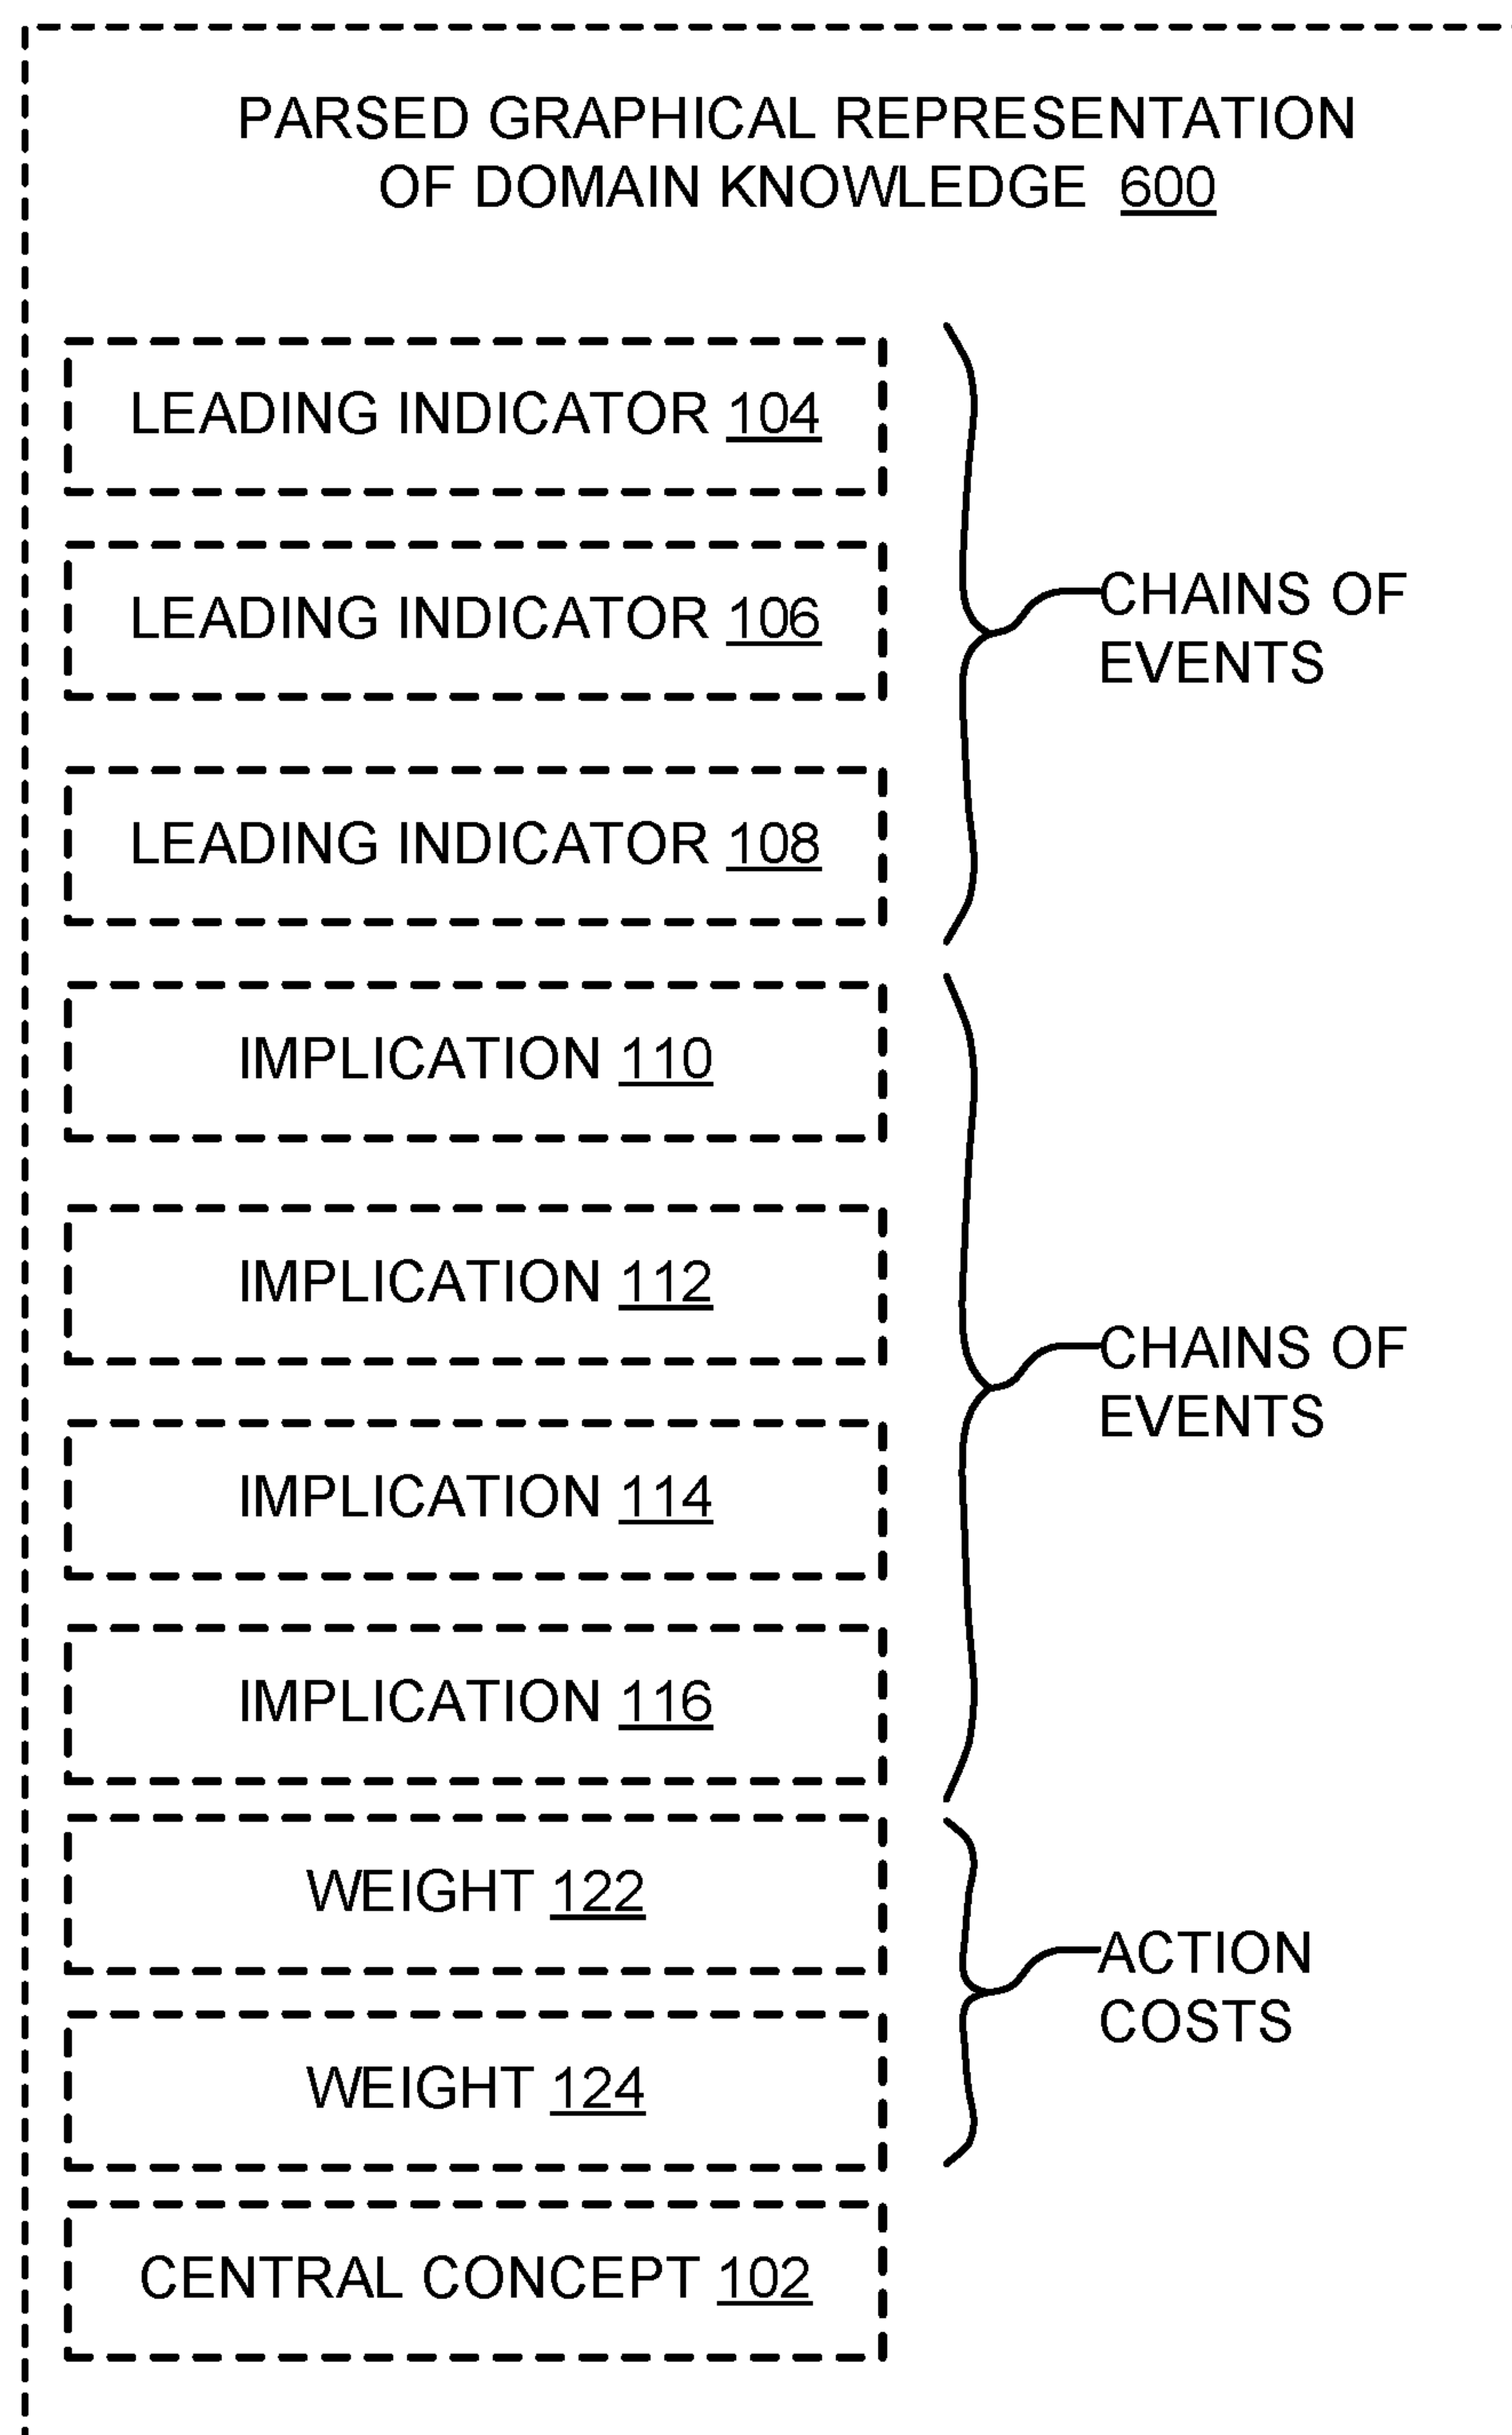 PARSED GRAPHICAL REPRESENTATION
OF DOMAIN KNOWLEDGE 600
LEADING INDICATOR 104
LEADING INDICATOR 106
CHAINS OF
EVENTS
LEADING INDICATOR 108
IMPLICATION 110
IMPLICATION 112
CHAINS OF
EVENTS
IMPLICATION 114
IMPLICATION 116
WEIGHT 122
ACTION
COSTS
WEIGHT 124
CENTRAL CONCEPT 102